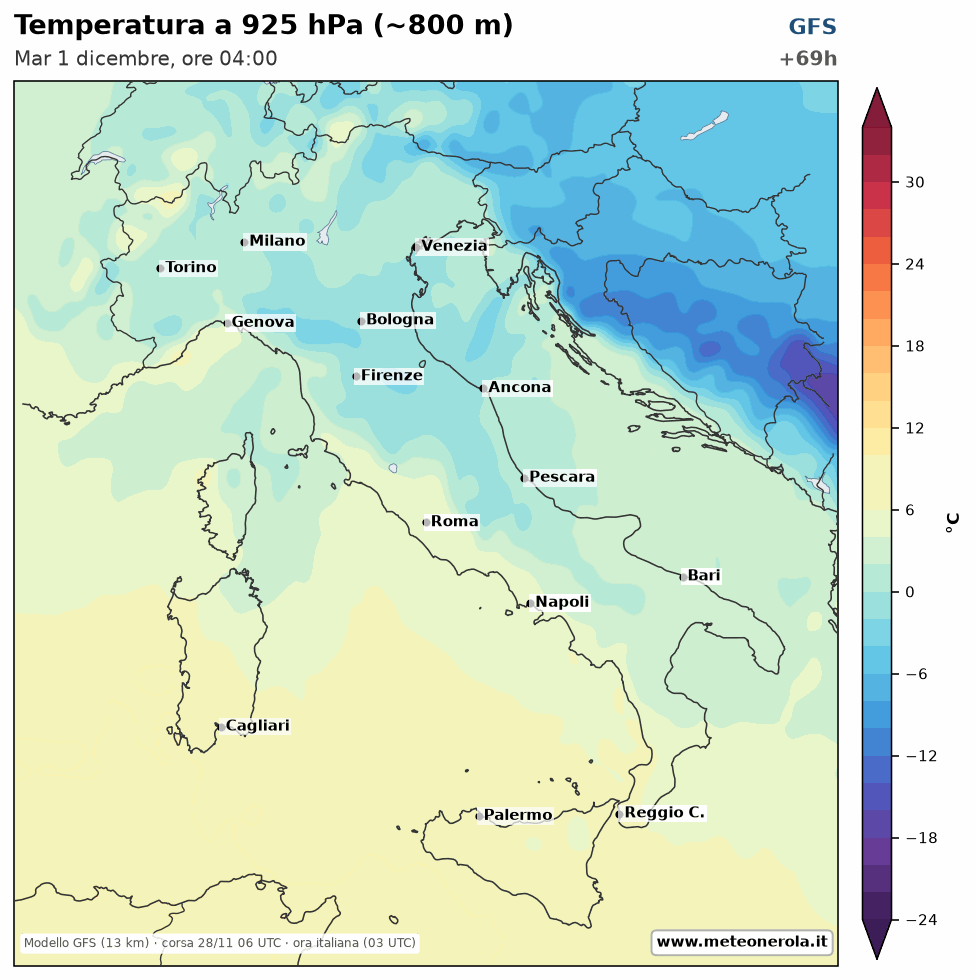 Temperatura a 925 hPa (~800 m)
GFS
Mar 1 dicembre, ore 04:00
+69h
Milano
Venezia
Torino
Genova
Bologna
Firenze
Ancona
Pescara
Roma
Bari
Napoli
Cagliari
Palermo
Reggio C.
30
24
18
12
6
0
−6
−12
−18
−24
°C
Modello GFS (13 km) · corsa 28/11 06 UTC · ora italiana (03 UTC)
www.meteonerola.it